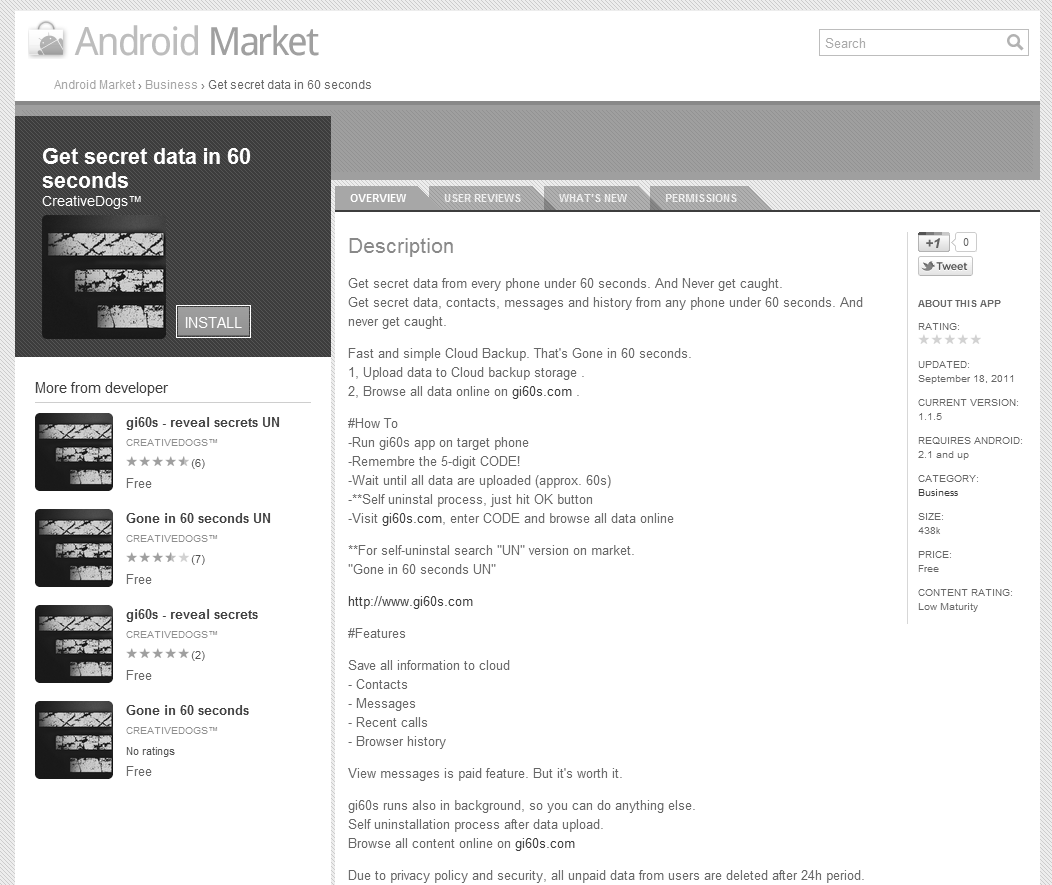 Android Market
Search
Android Market › Business › Get secret data in 60 seconds
Get secret data in 60
seconds
CreativeDogs™
INSTALL
More from developer
gi60s - reveal secrets UN
CREATIVEDOGS™
(6)
Free
Gone in 60 seconds UN
CREATIVEDOGS™
(7)
Free
gi60s - reveal secrets
CREATIVEDOGS™
(2)
Free
Gone in 60 seconds
CREATIVEDOGS™
No ratings
Free
OVERVIEW
USER REVIEWS
WHAT'S NEW
PERMISSIONS
Description
Get secret data from every phone under 60 seconds. And Never get caught.
Get secret data, contacts, messages and history from any phone under 60 seconds. And
never get caught.
Fast and simple Cloud Backup. That's Gone in 60 seconds.
1, Upload data to Cloud backup storage .
2, Browse all data online on gi60s.com .
#How To
-Run gi60s app on target phone
-Remembre the 5-digit CODE!
-Wait until all data are uploaded (approx. 60s)
-**Self uninstal process, just hit OK button
-Visit gi60s.com, enter CODE and browse all data online
**For self-uninstal search "UN" version on market.
"Gone in 60 seconds UN"
http://www.gi60s.com
#Features
Save all information to cloud
- Contacts
- Messages
- Recent calls
- Browser history
View messages is paid feature. But it's worth it.
gi60s runs also in background, so you can do anything else.
Self uninstallation process after data upload.
Browse all content online on gi60s.com
Due to privacy policy and security, all unpaid data from users are deleted after 24h period.
+1
0
Tweet
ABOUT THIS APP
RATING:
UPDATED:
September 18, 2011
CURRENT VERSION:
1.1.5
REQUIRES ANDROID:
2.1 and up
CATEGORY:
Business
SIZE:
438k
PRICE:
Free
CONTENT RATING:
Low Maturity